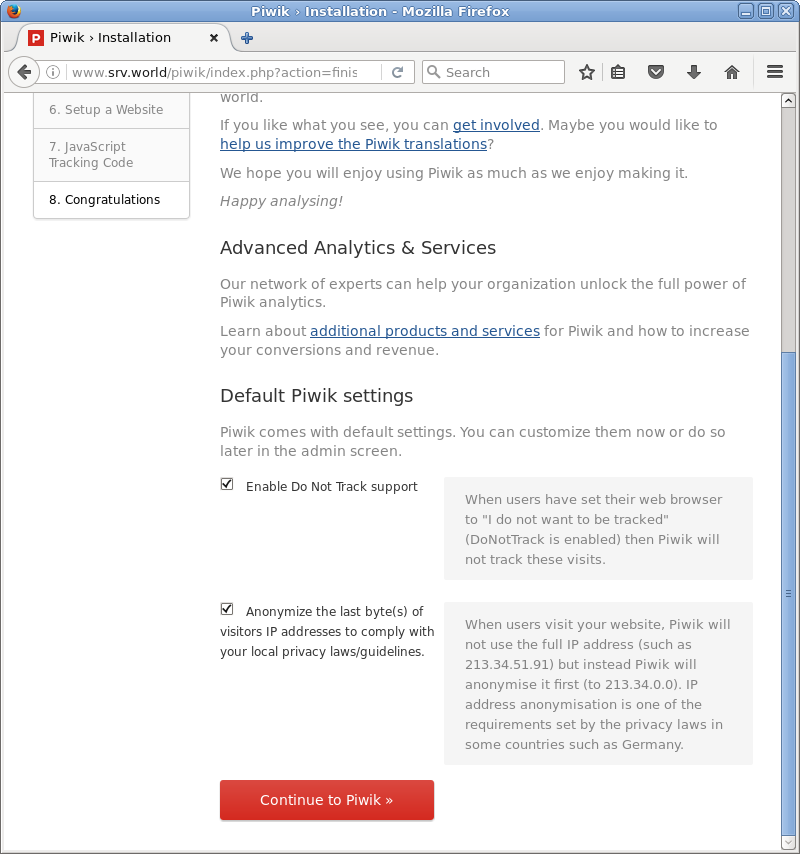 Piwik › Installation - Mozilla Firefox
Piwik › Installation
www.srv.world/piwik/index.php?action=finis
Search
6. Setup a Website
7. JavaScript
Tracking Code
8. Congratulations
world.
If you like what you see, you can get involved. Maybe you would like to
help us improve the Piwik translations?
We hope you will enjoy using Piwik as much as we enjoy making it.
Happy analysing!
Advanced Analytics & Services
Our network of experts can help your organization unlock the full power of
Piwik analytics.
Learn about additional products and services for Piwik and how to increase
your conversions and revenue.
Default Piwik settings
Piwik comes with default settings. You can customize them now or do so
later in the admin screen.
Enable Do Not Track support
When users have set their web browser
to "I do not want to be tracked"
(DoNotTrack is enabled) then Piwik will
not track these visits.
Anonymize the last byte(s) of
visitors IP addresses to comply with
your local privacy laws/guidelines.
When users visit your website, Piwik will
not use the full IP address (such as
213.34.51.91) but instead Piwik will
anonymise it first (to 213.34.0.0). IP
address anonymisation is one of the
requirements set by the privacy laws in
some countries such as Germany.
Continue to Piwik »